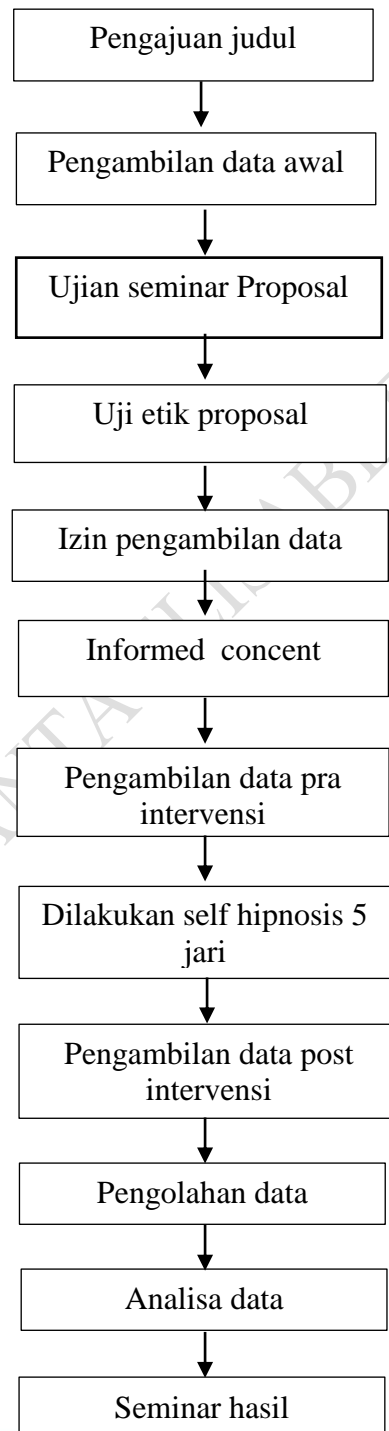 Pengajuan judul
Pengambilan data awal
Ujian seminar Proposal
Uji etik proposal
Izin pengambilan data
Informed concent
Pengambilan data pra
intervensi
Dilakukan self hipnosis 5
jari
Pengambilan data post
intervensi
Pengolahan data
Analisa data
Seminar hasil